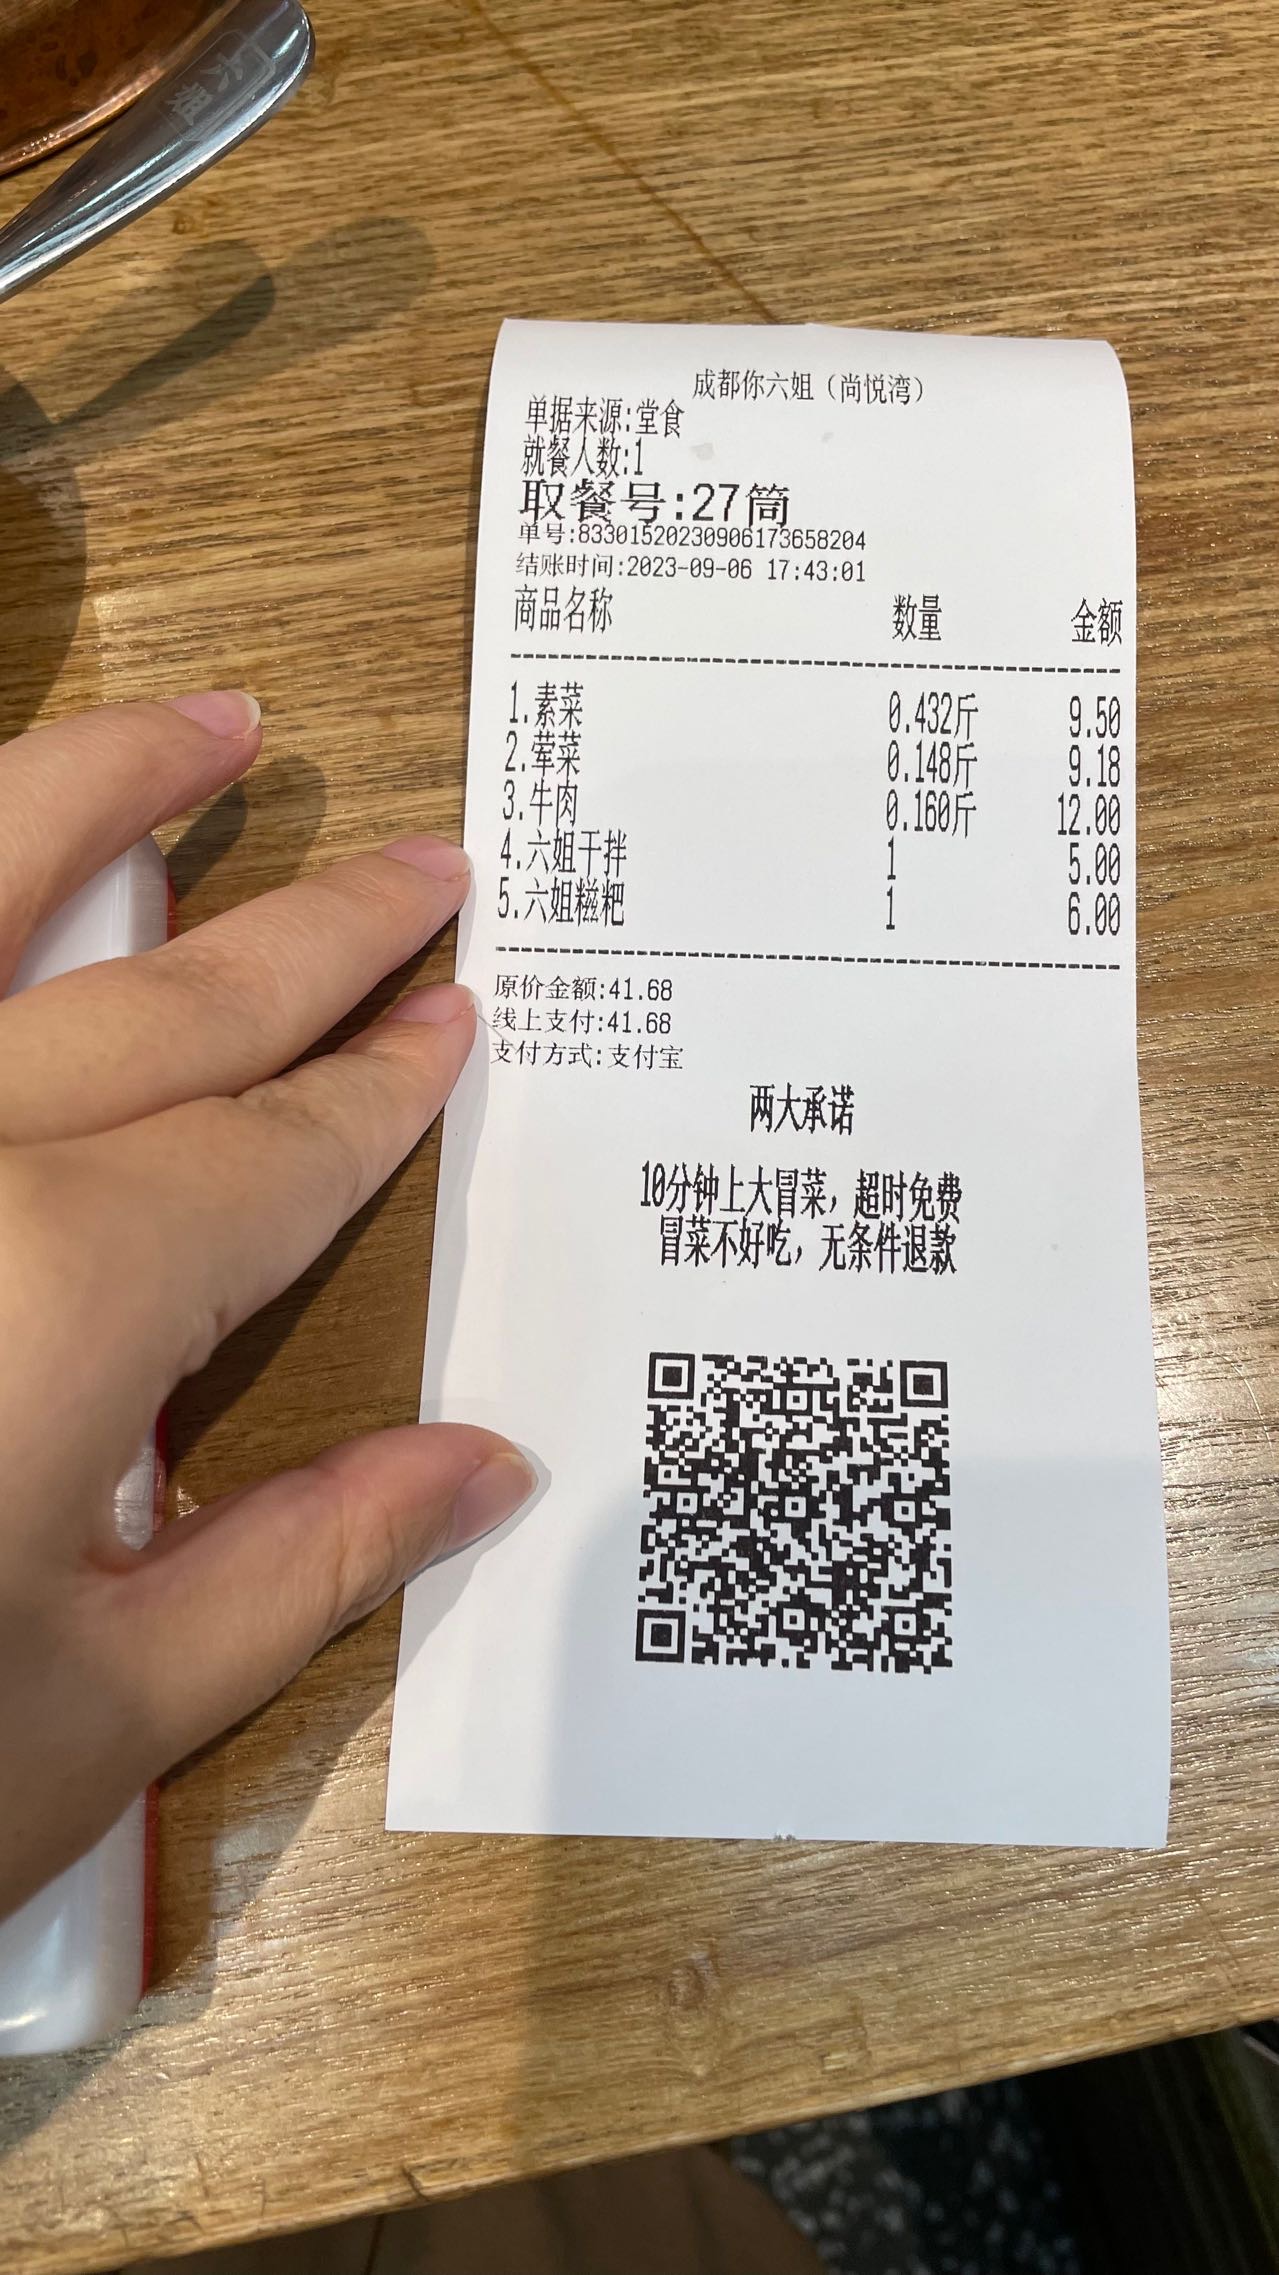 六姐
成都你六姐（尚悦湾）
单据来源:堂食
就餐人数:1
取餐号:27筒
单号:83301520230906173658204
结账时间:2023-09-06 17:43:01
商品名称 数量 金额
1.素菜 0.432斤 9.50
2.荤菜 0.148斤 9.18
3.牛肉 0.160斤 12.00
4.六姐干拌 1 5.00
5.六姐糍粑 1 6.00
原价金额:41.68
线上支付:41.68
支付方式:支付宝
两大承诺
10分钟上大冒菜，超时免费
冒菜不好吃，无条件退款